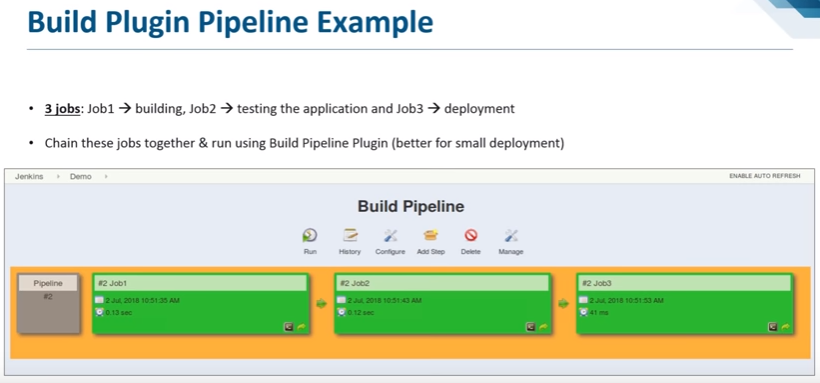 Build Plugin Pipeline Example
• 3 jobs: Job1 → building, Job2 → testing the application and Job3 → deployment
• Chain these jobs together & run using Build Pipeline Plugin (better for small deployment)
Jenkins › Demo › ENABLE AUTO REFRESH
Build Pipeline
Run History Configure Add Step Delete Manage
Pipeline #2 Job1 #2 Job2 #2 Job3
#2 2 Jul, 2018 10:51:35 AM 2 Jul, 2018 10:51:43 AM 2 Jul, 2018 10:51:53 AM
0.13 sec 0.12 sec 41 ms